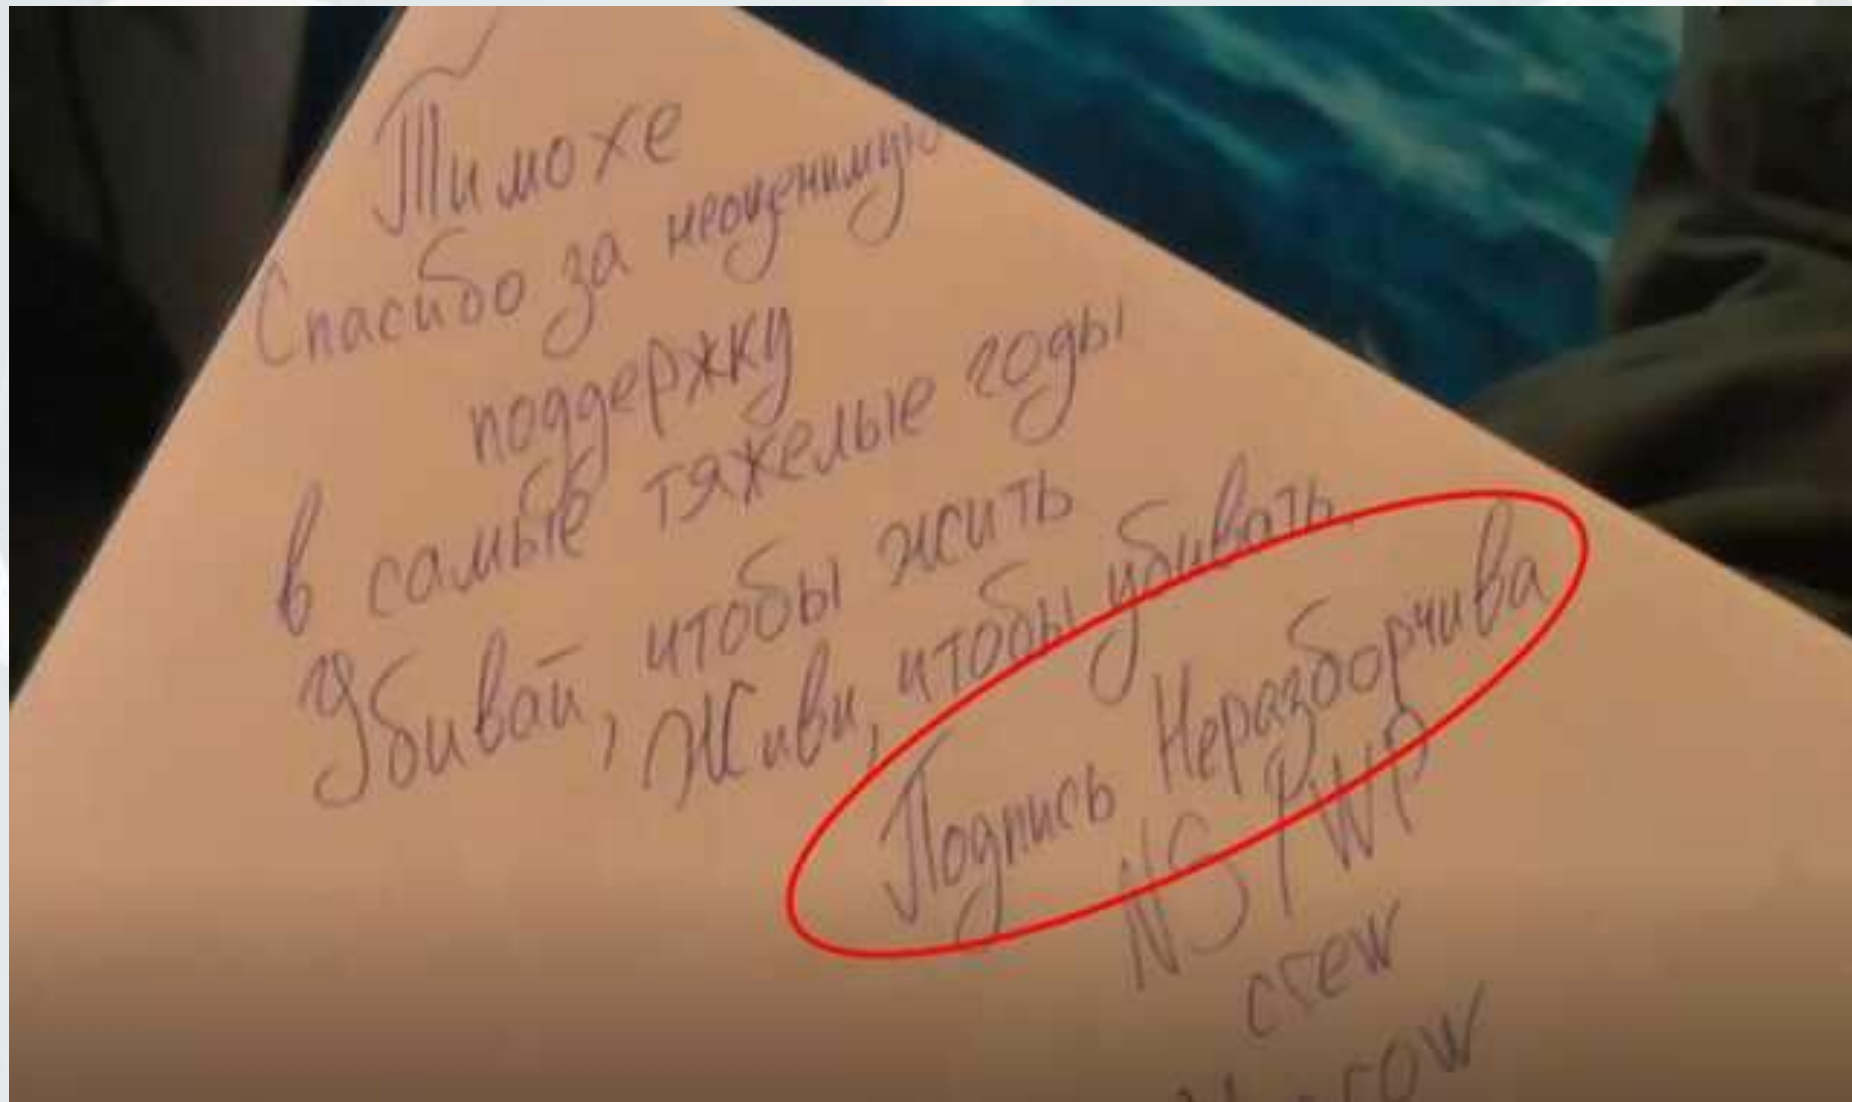 Тимохе
Спасибо за неоценимую
поддержку
в самые тяжелые годы
Убивай, чтобы жить
Живи, чтобы убивать.
Подпись Неразборчива
NS/WP
crew